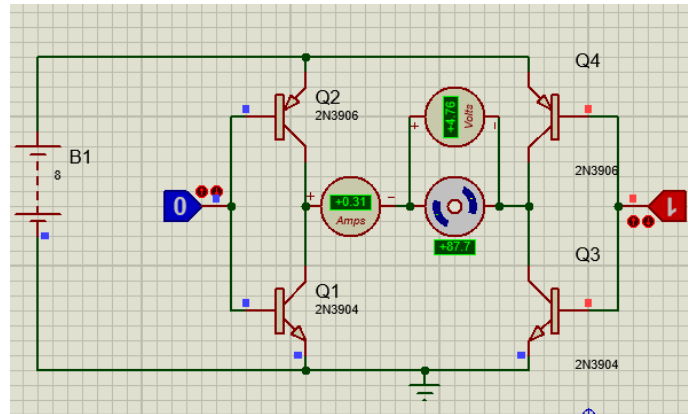 Q2
2N3906
Q4
2N3906
+4.76
Volts
+
-
B1
8
0
+
+0.31
Amps
-
+87.7
1
Q1
2N3904
Q3
2N3904